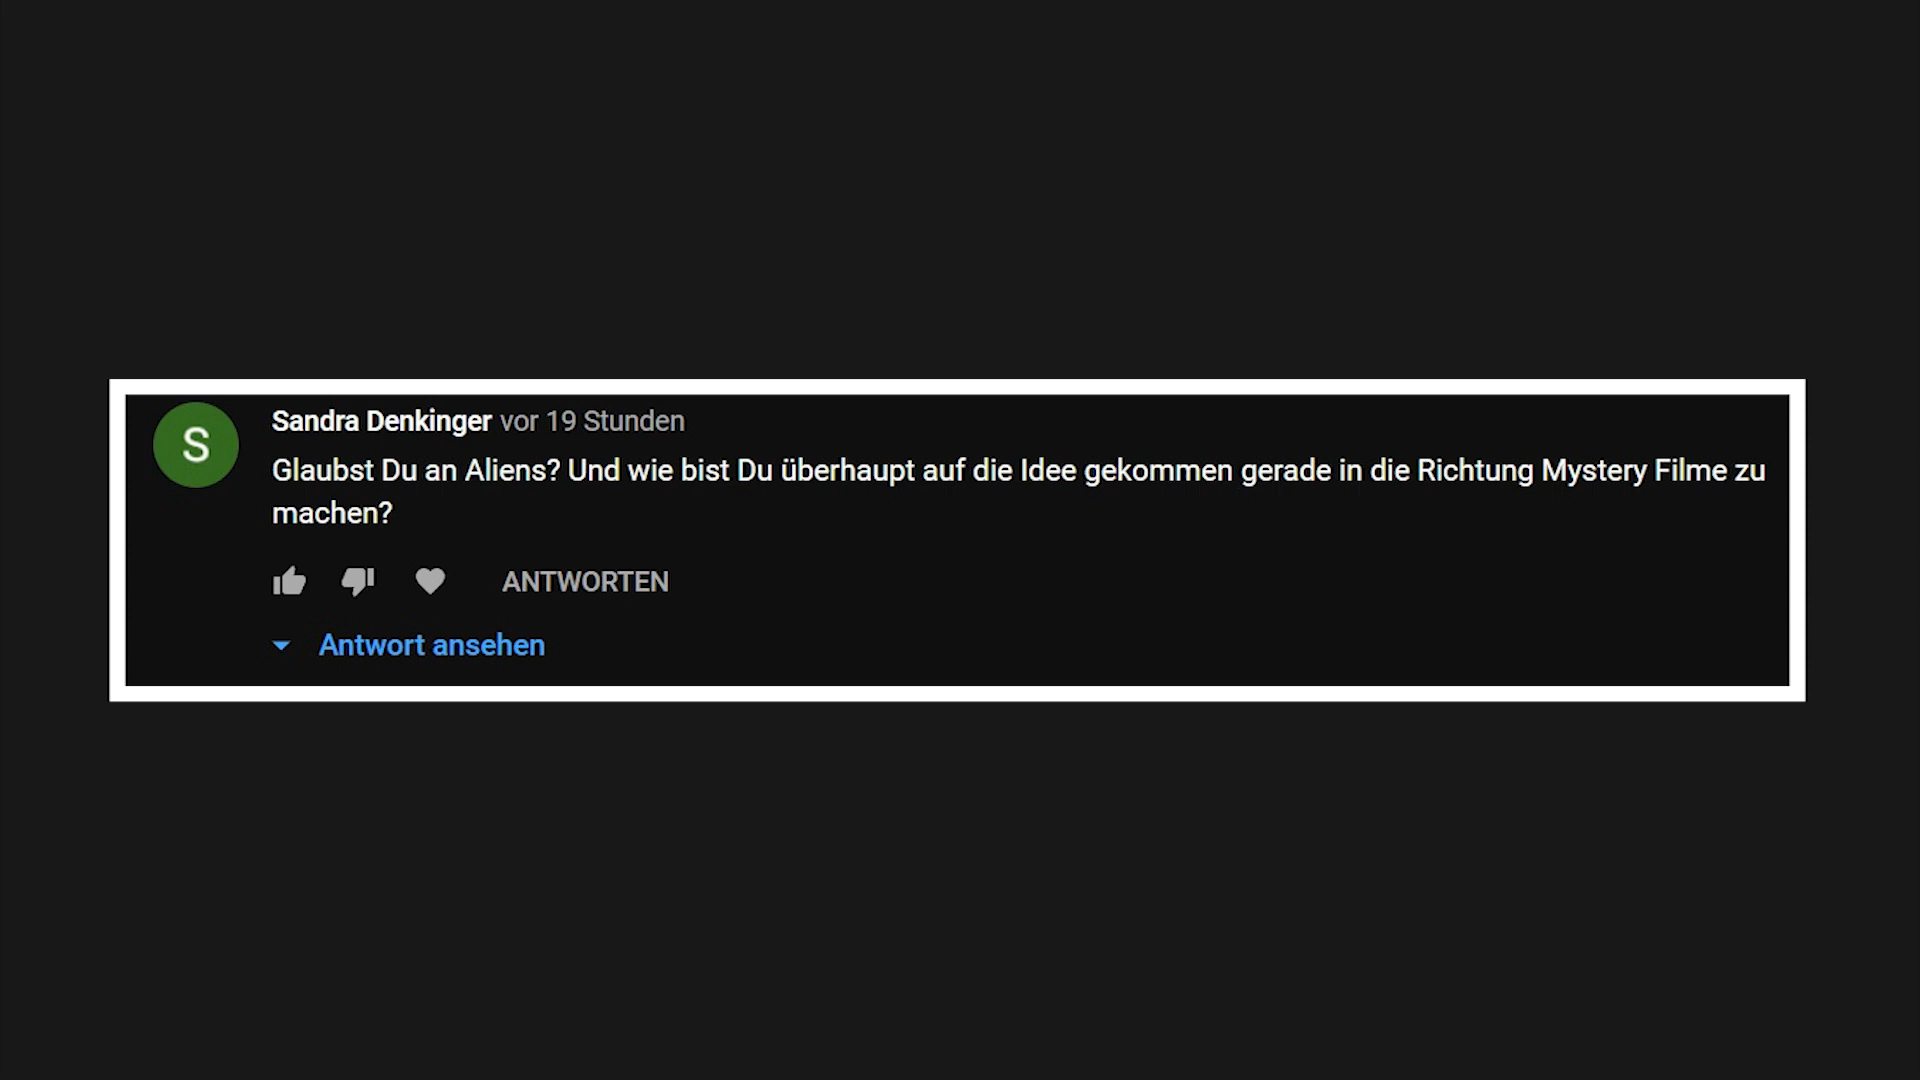 S
Sandra Denkinger vor 19 Stunden
Glaubst Du an Aliens? Und wie bist Du überhaupt auf die Idee gekommen gerade in die Richtung Mystery Filme zu
machen?
ANTWORTEN
Antwort ansehen